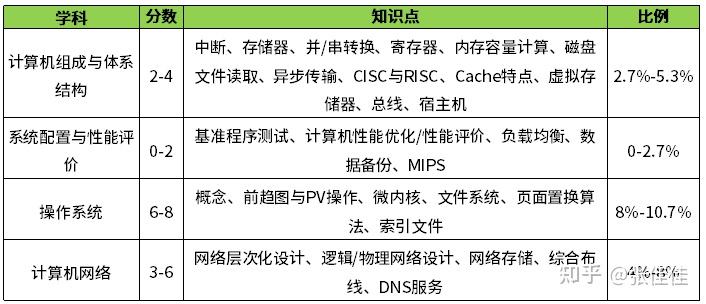 学科 分数 知识点 比例
计算机组成与体系结构 2-4 中断、存储器、并/串转换、寄存器、内存容量计算、磁盘
文件读取、异步传输、CISC与RISC、Cache特点、虚拟存
储器、总线、宿主机 2.7%-5.3%
系统配置与性能评价 0-2 基准程序测试、计算机性能优化/性能评价、负载均衡、数
据备份、MIPS 0-2.7%
操作系统 6-8 概念、前趋图与PV操作、微内核、文件系统、页面置换算
法、索引文件 8%-10.7%
计算机网络 3-6 网络层次化设计、逻辑/物理网络设计、网络存储、综合布
线、DNS服务 4%-8%
知乎 @张佳佳